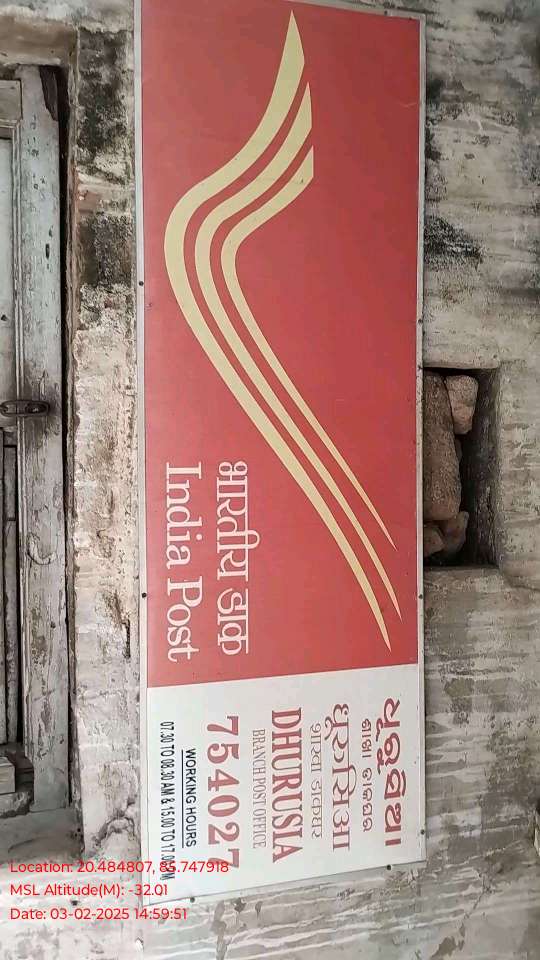 भारतीय डाक
India Post
ଧୂରୁସିଆ
ଶାଖା ଡାକଘର
धूरुसिआ
शाखा डाकघर
DHURUSIA
BRANCH POST OFFICE
754027
WORKING HOURS
07.30 TO 08.30 AM & 15.00 TO 17.00
Location: 20.484807, 85.747918
MSL Altitude(M): -32.01
Date: 03-02-2025 14:59:51